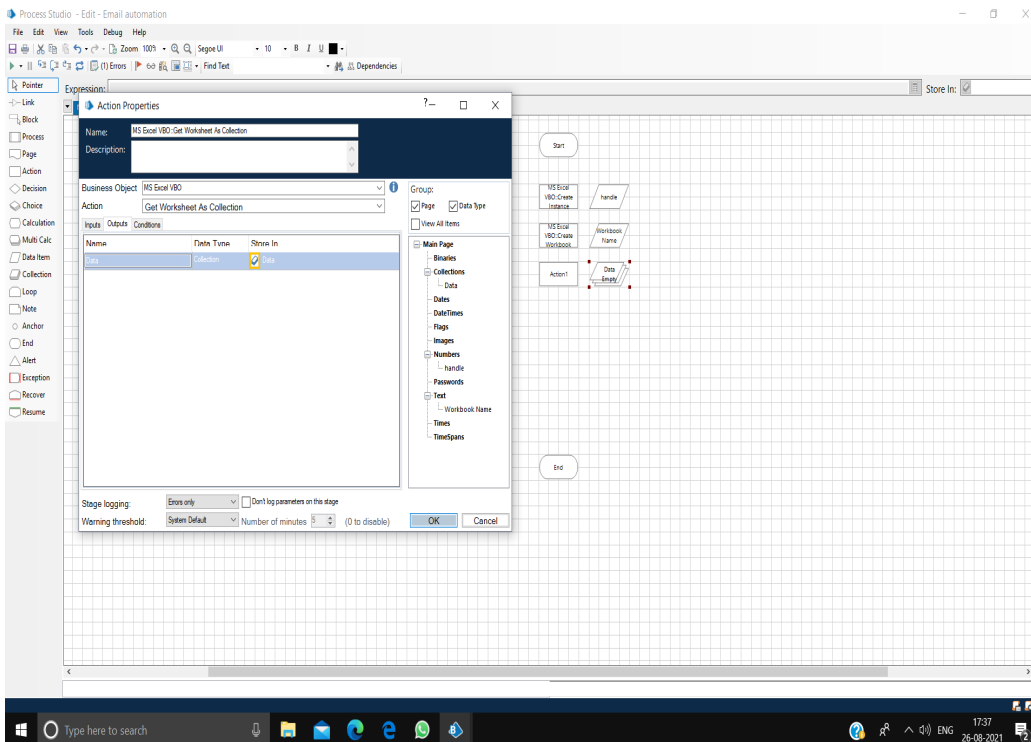 Process Studio - Edit - Email automation
File Edit View Tools Debug Help
Zoom 100% Segoe UI 10 B I U
(1) Errors Find Text Dependencies
Pointer
Link
Block
Process
Page
Action
Decision
Choice
Calculation
Multi Calc
Data Item
Collection
Loop
Note
Anchor
End
Alert
Exception
Recover
Resume
Expression: Store In:
Action Properties ?
Name: MS Excel VBO::Get Worksheet As Collection
Description:
Business Object MS Excel VBO
Action Get Worksheet As Collection
Inputs Outputs Conditions
Name Data Type Store In
Data Collection Data
Group:
Page Data Type
View All Items
Main Page
Binaries
Collections
Data
Dates
DateTimes
Flags
Images
Numbers
handle
Passwords
Text
Workbook Name
Times
TimeSpans
Stage logging: Errors only Don't log parameters on this stage
Warning threshold: System Default Number of minutes 5 (0 to disable)
OK Cancel
Start
MS Excel
VBO::Create
Instance
handle
MS Excel
VBO::Create
Workbook
Workbook
Name
Action1
Data
Empty
End
Type here to search
ENG
17:37
26-08-2021